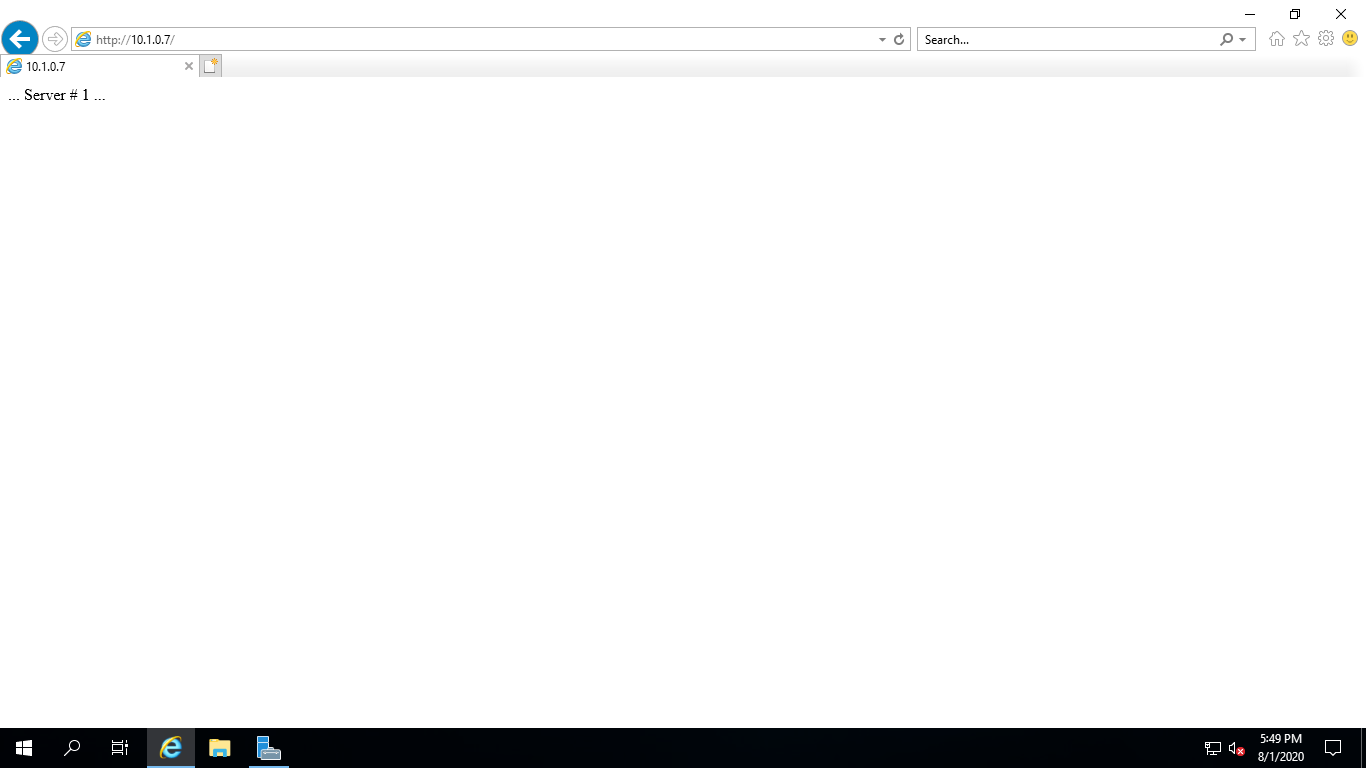 http://10.1.0.7/
Search...
10.1.0.7
... Server # 1 ...
5:49 PM
8/1/2020